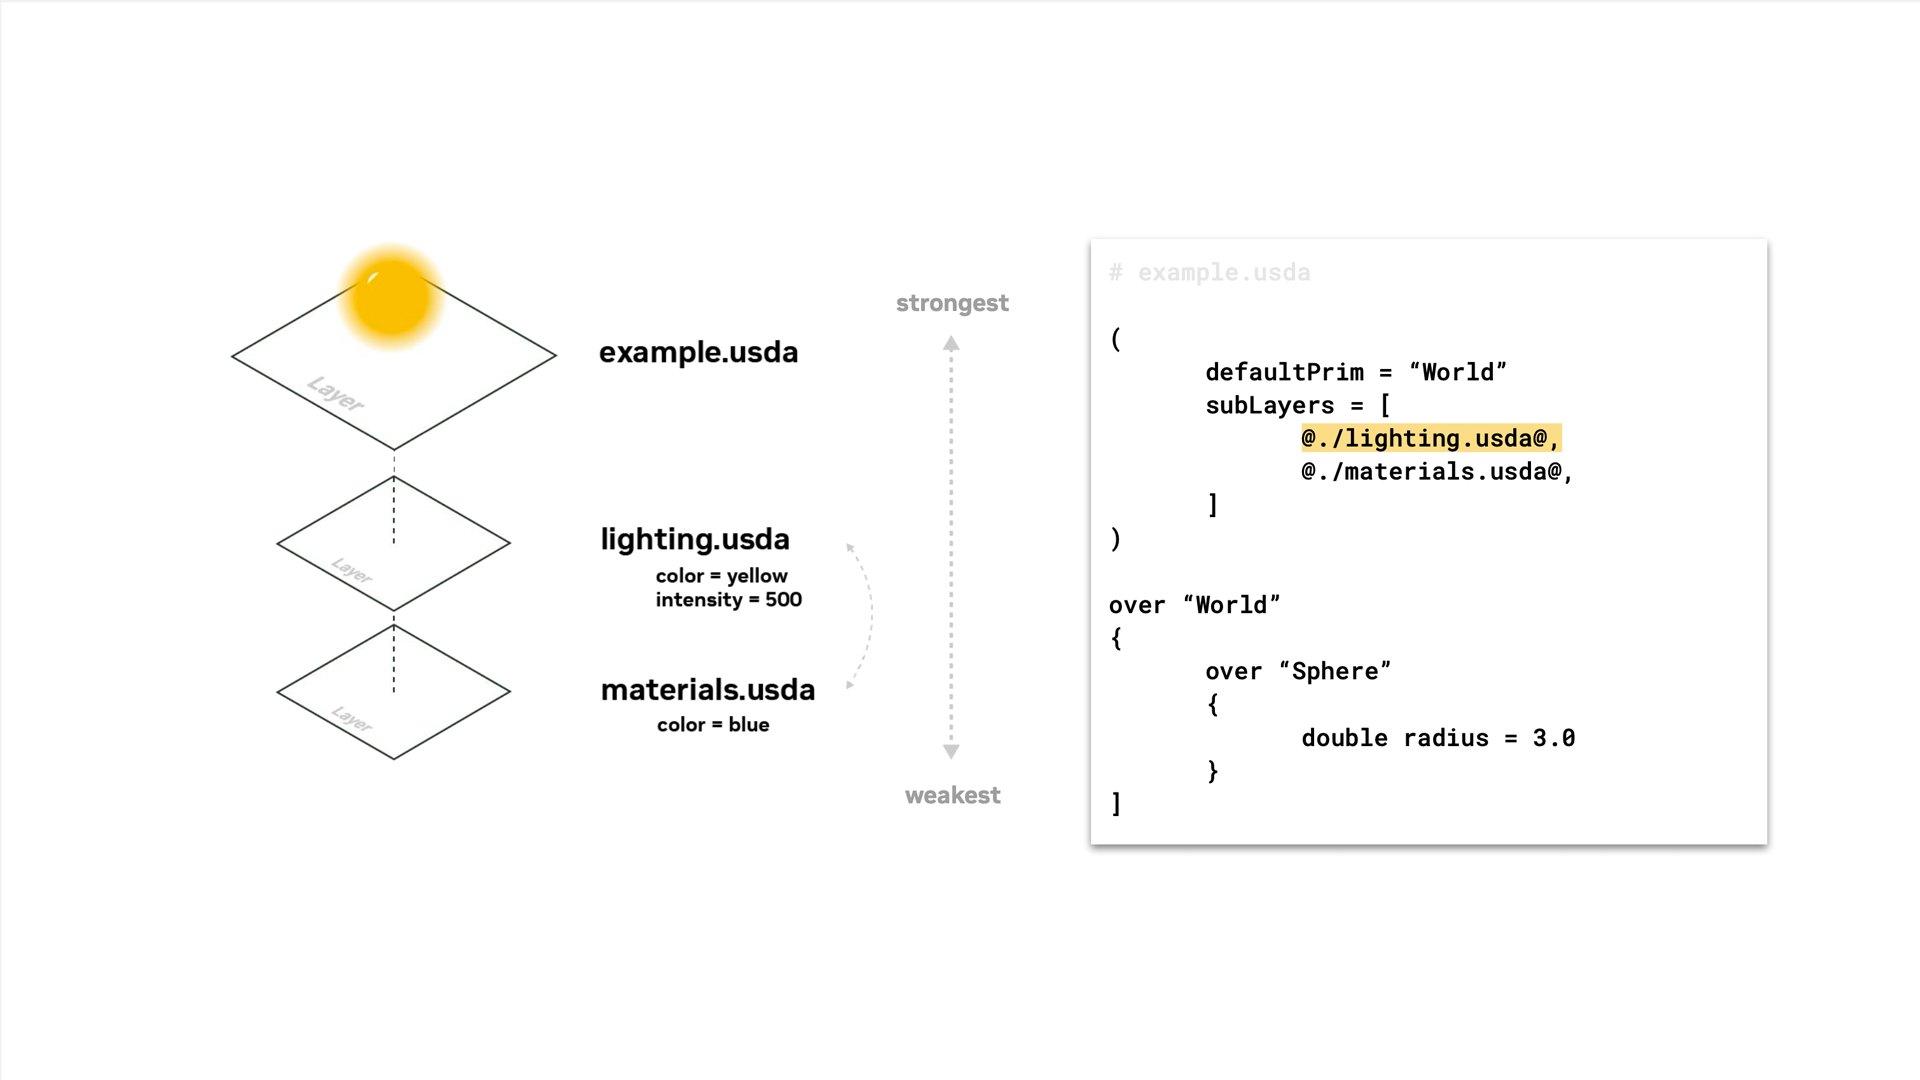 Layer
example.usda
Layer
lighting.usda
color = yellow
intensity = 500
Layer
materials.usda
color = blue
strongest
weakest
# example.usda
(
defaultPrim = “World”
subLayers = [
@./lighting.usda@,
@./materials.usda@,
]
)
over “World”
{
over “Sphere”
{
double radius = 3.0
}
]